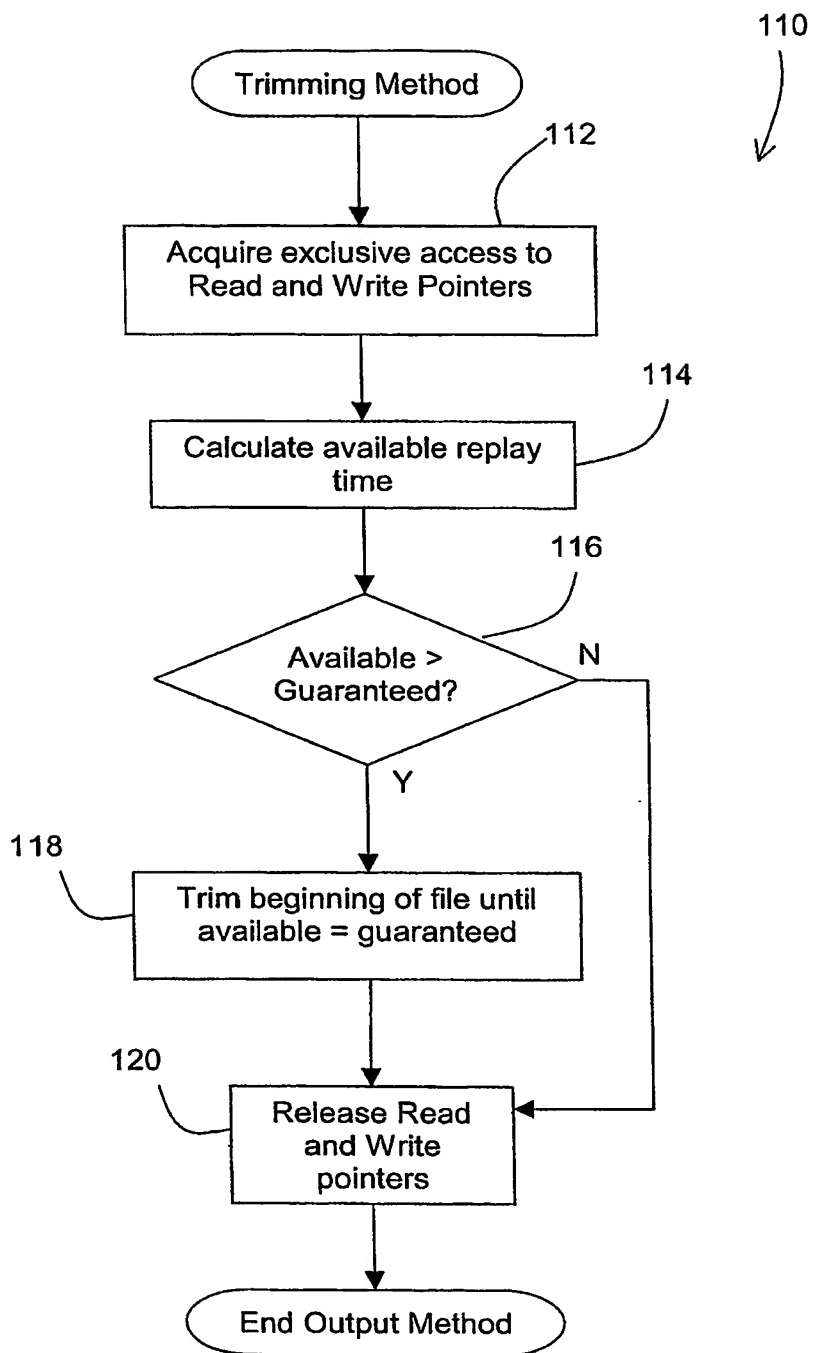 110
Trimming Method
112
Acquire exclusive access to
Read and Write Pointers
114
Calculate available replay
time
116
Available >
Guaranteed?
N
Y
118
Trim beginning of file until
available = guaranteed
120
Release Read
and Write
pointers
End Output Method